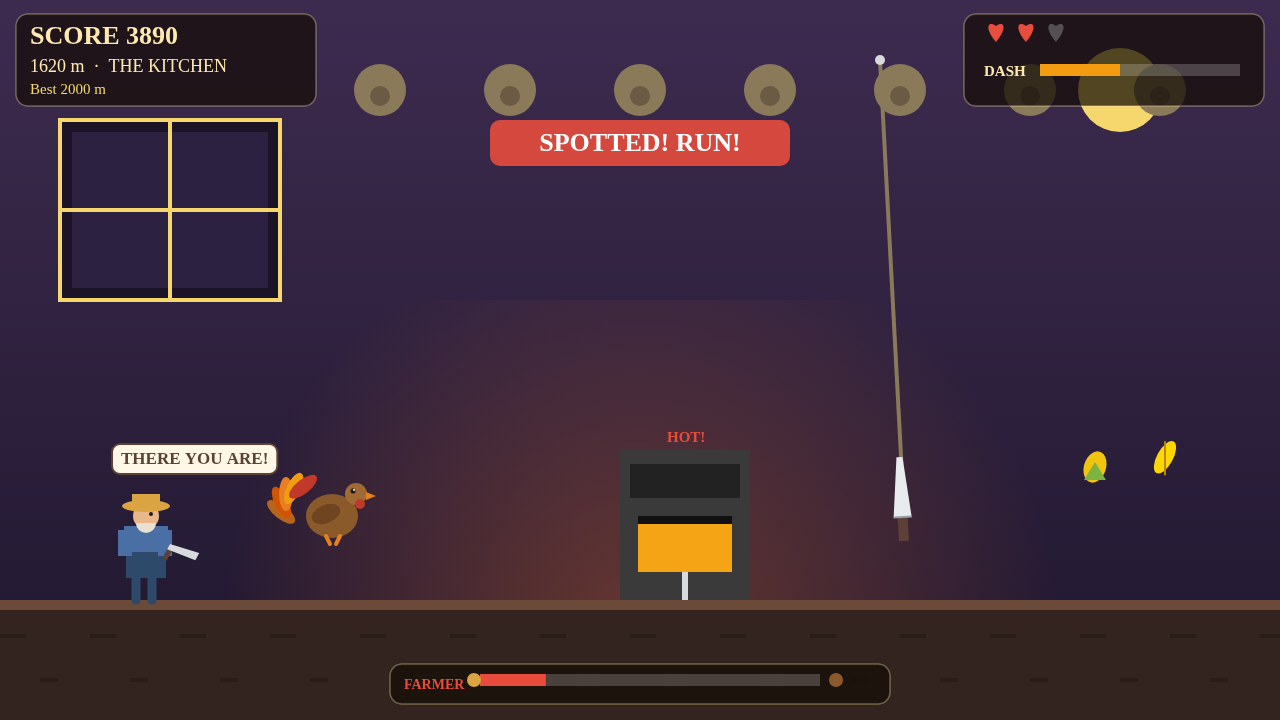 SCORE 3890
1620 m · THE KITCHEN
Best 2000 m
DASH
SPOTTED! RUN!
HOT!
THERE YOU ARE!
FARMER